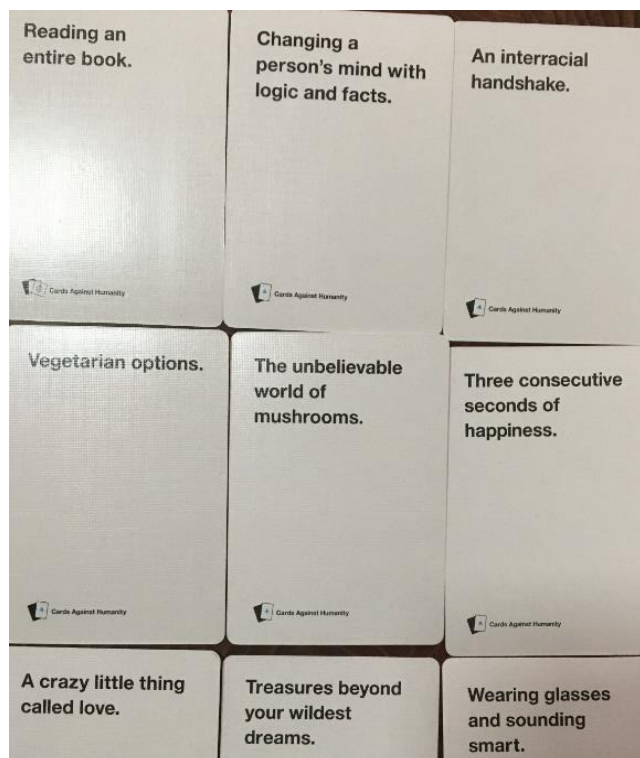 Reading an
entire book.
Cards Against Humanity
Changing a
person's mind with
logic and facts.
Cards Against Humanity
An interracial
handshake.
Cards Against Humanity
Vegetarian options.
Cards Against Humanity
The unbelievable
world of
mushrooms.
Cards Against Humanity
Three consecutive
seconds of
happiness.
Cards Against Humanity
A crazy little thing
called love.
Treasures beyond
your wildest
dreams.
Wearing glasses
and sounding
smart.